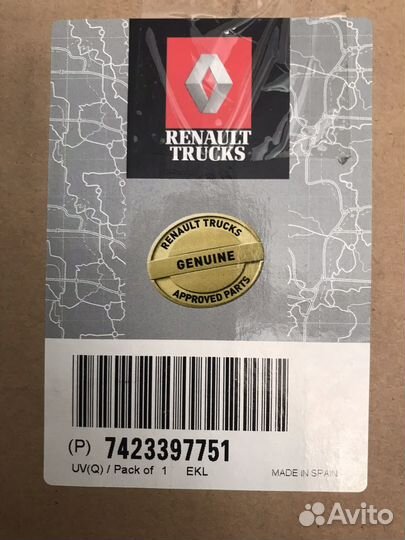 RENAULT
TRUCKS
RENAULT TRUCKS
GENUINE
APPROVED PARTS
(P) 7423397751
UV(Q) / Pack of 1 EKL
MADE IN SPAIN
Avito